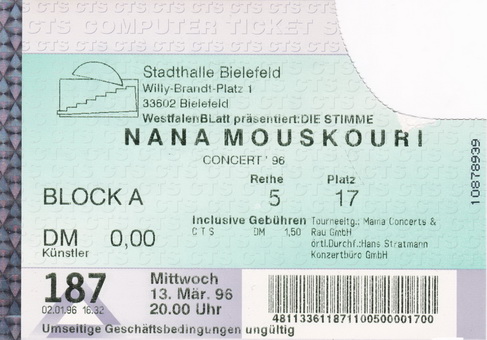 CTS COMPUTER TICKET S
Stadthalle Bielefeld
Willy-Brandt-Platz 1
33602 Bielefeld
WestfalenBLatt präsentiert:DIE STIMME
NANA MOUSKOURI
CONCERT' 96
Reihe Platz
BLOCK A 5 17
DM 0,00
Künstler
Inclusive Gebühren
CTS DM 1,50
Tourneeltg.: Mama Concerts &
Rau GmbH
örtl.Durchf.:Hans Stratmann
Konzertbüro GmbH
10878939
187
02.01.96 16:32
Mittwoch
13. Mär. 96
20.00 Uhr
481133611871100500001700
Umseitige Geschäftsbedingungen ungültig